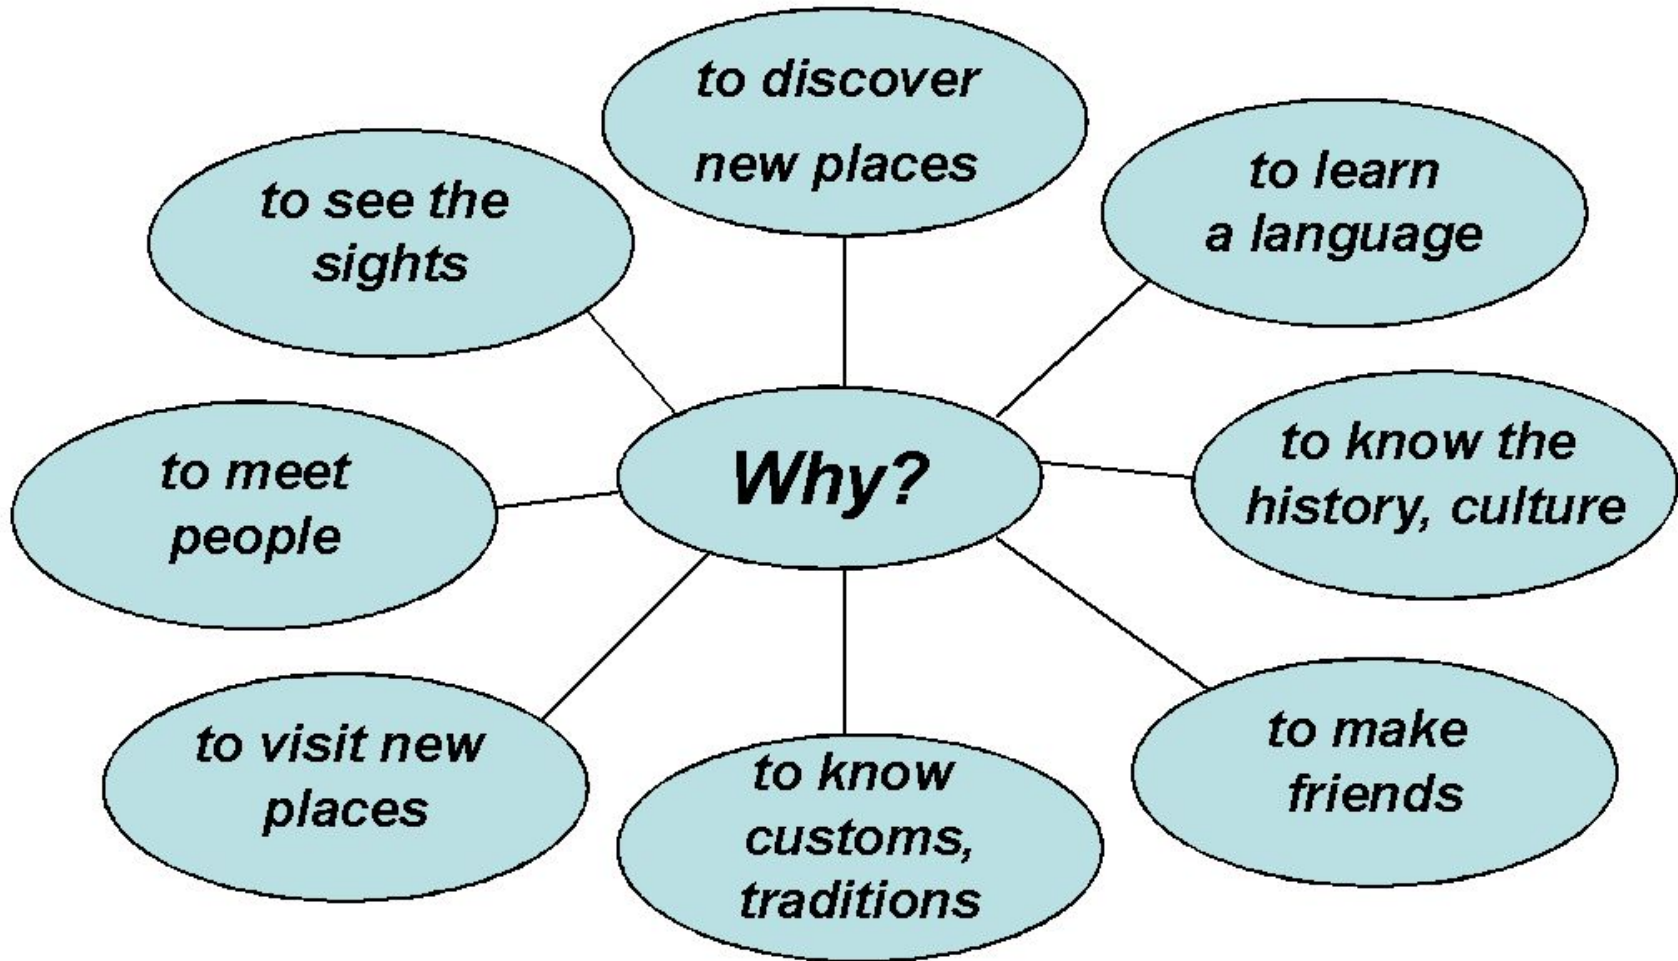 to discover
new places
to see the
sights
to learn
a language
to meet
people
Why?
to know the
history, culture
to visit new
places
to know
customs,
traditions
to make
friends